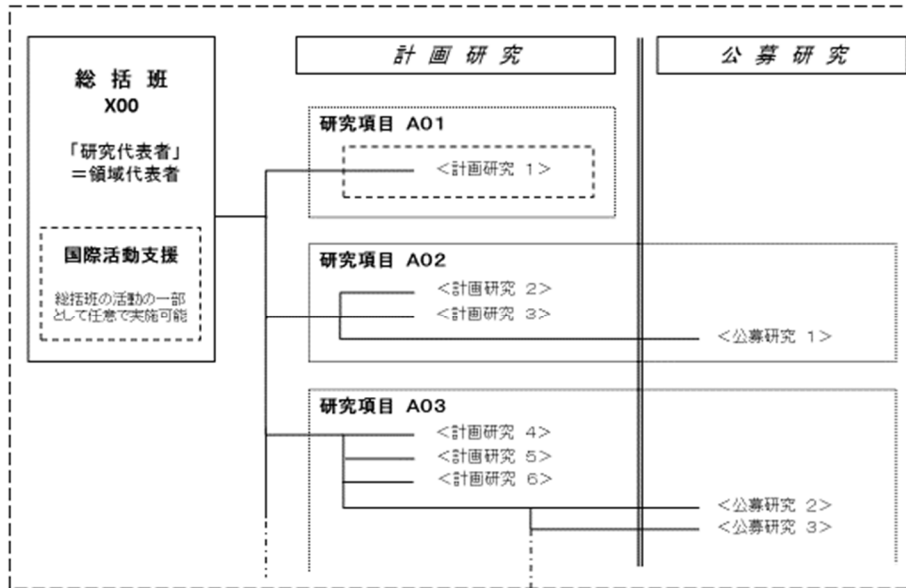 総括班
X00
「研究代表者」
＝領域代表者
国際活動支援
総括班の活動の一部
として任意で実施可能
計画研究
公募研究
研究項目 A01
＜計画研究 1＞
研究項目 A02
＜計画研究 2＞
＜計画研究 3＞
＜公募研究 1＞
研究項目 A03
＜計画研究 4＞
＜計画研究 5＞
＜計画研究 6＞
＜公募研究 2＞
＜公募研究 3＞